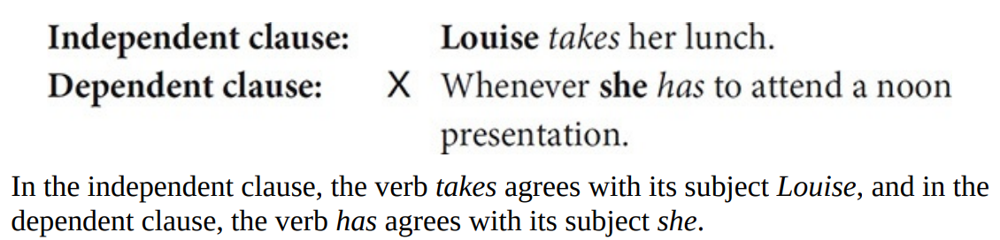 Independent clause: Louise takes her lunch.
Dependent clause: X Whenever she has to attend a noon
presentation.
In the independent clause, the verb takes agrees with its subject Louise, and in the
dependent clause, the verb has agrees with its subject she.